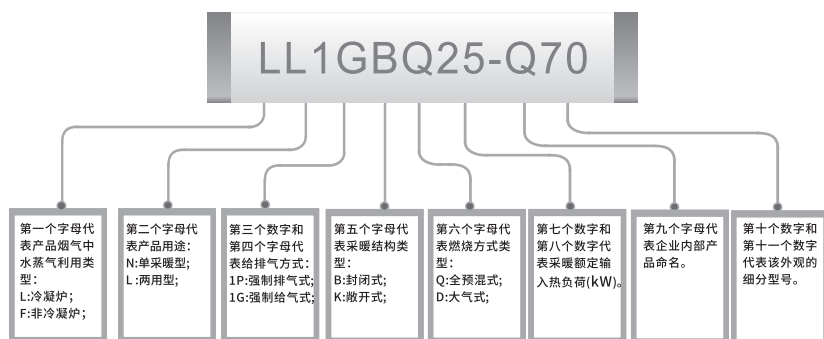 LL1GBQ25-Q70
第一个字母代
表产品烟气中
水蒸气利用类
型：
L:冷凝炉；
F:非冷凝炉；
第二个字母代
表产品用途：
N:单采暖型；
L:两用型；
第三个数字和
第四个字母代
表给排气方式：
1P:强制排气式；
1G:强制给气式；
第五个字母代
表采暖结构类
型：
B:封闭式；
K:敞开式；
第六个字母代
表燃烧方式类
型：
Q:全预混式；
D:大气式；
第七个数字和
第八个数字代
表采暖额定输
入热负荷(kW)。
第九个字母代
表企业内部产
品命名。
第十个数字和
第十一个数字
代表该外观的
细分型号。